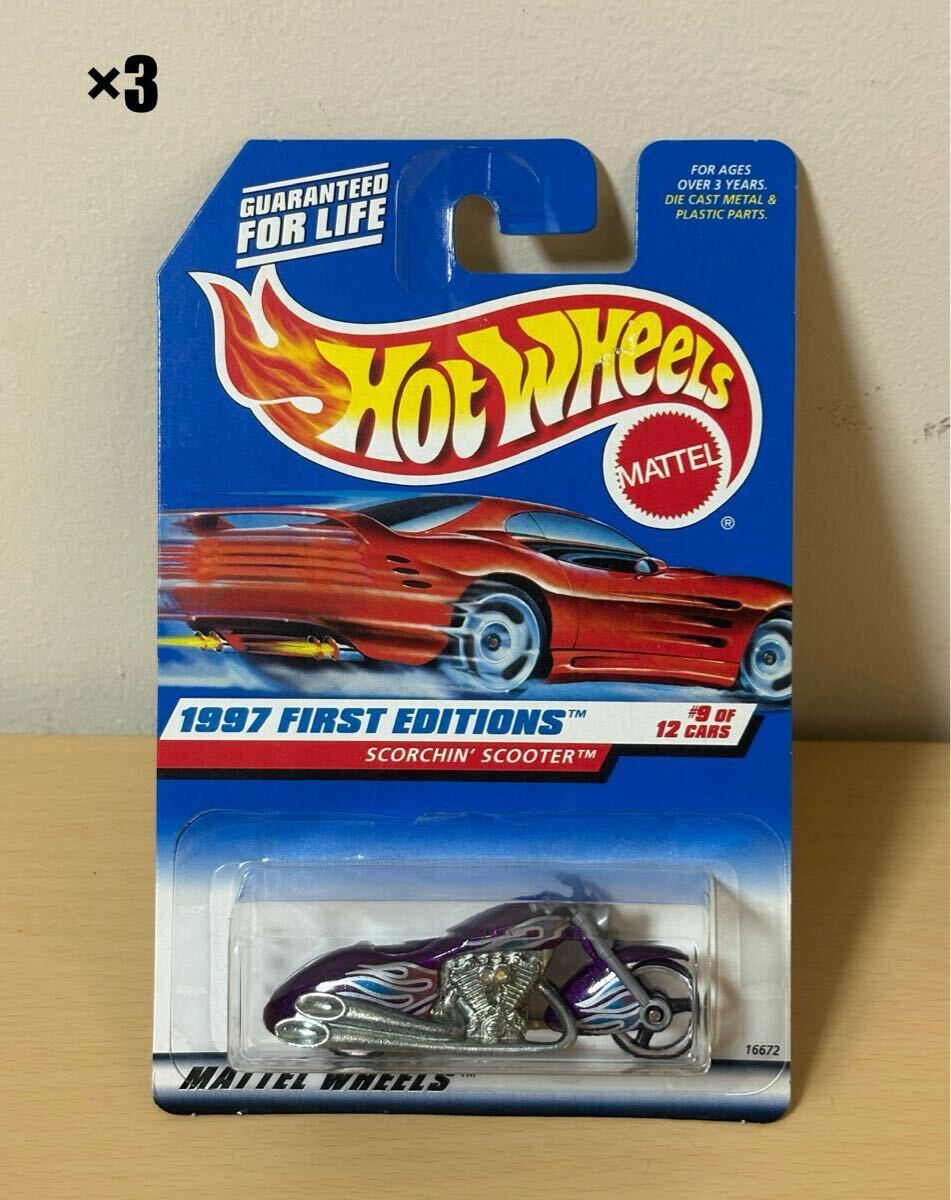 ×3
GUARANTEED
FOR LIFE
FOR AGES
OVER 3 YEARS.
DIE CAST METAL &
PLASTIC PARTS.
HOT WHEELS
MATTEL
®
1997 FIRST EDITIONS™
#9 OF
12 CARS
SCORCHIN' SCOOTER™
16672
MATTEL WHEELS™